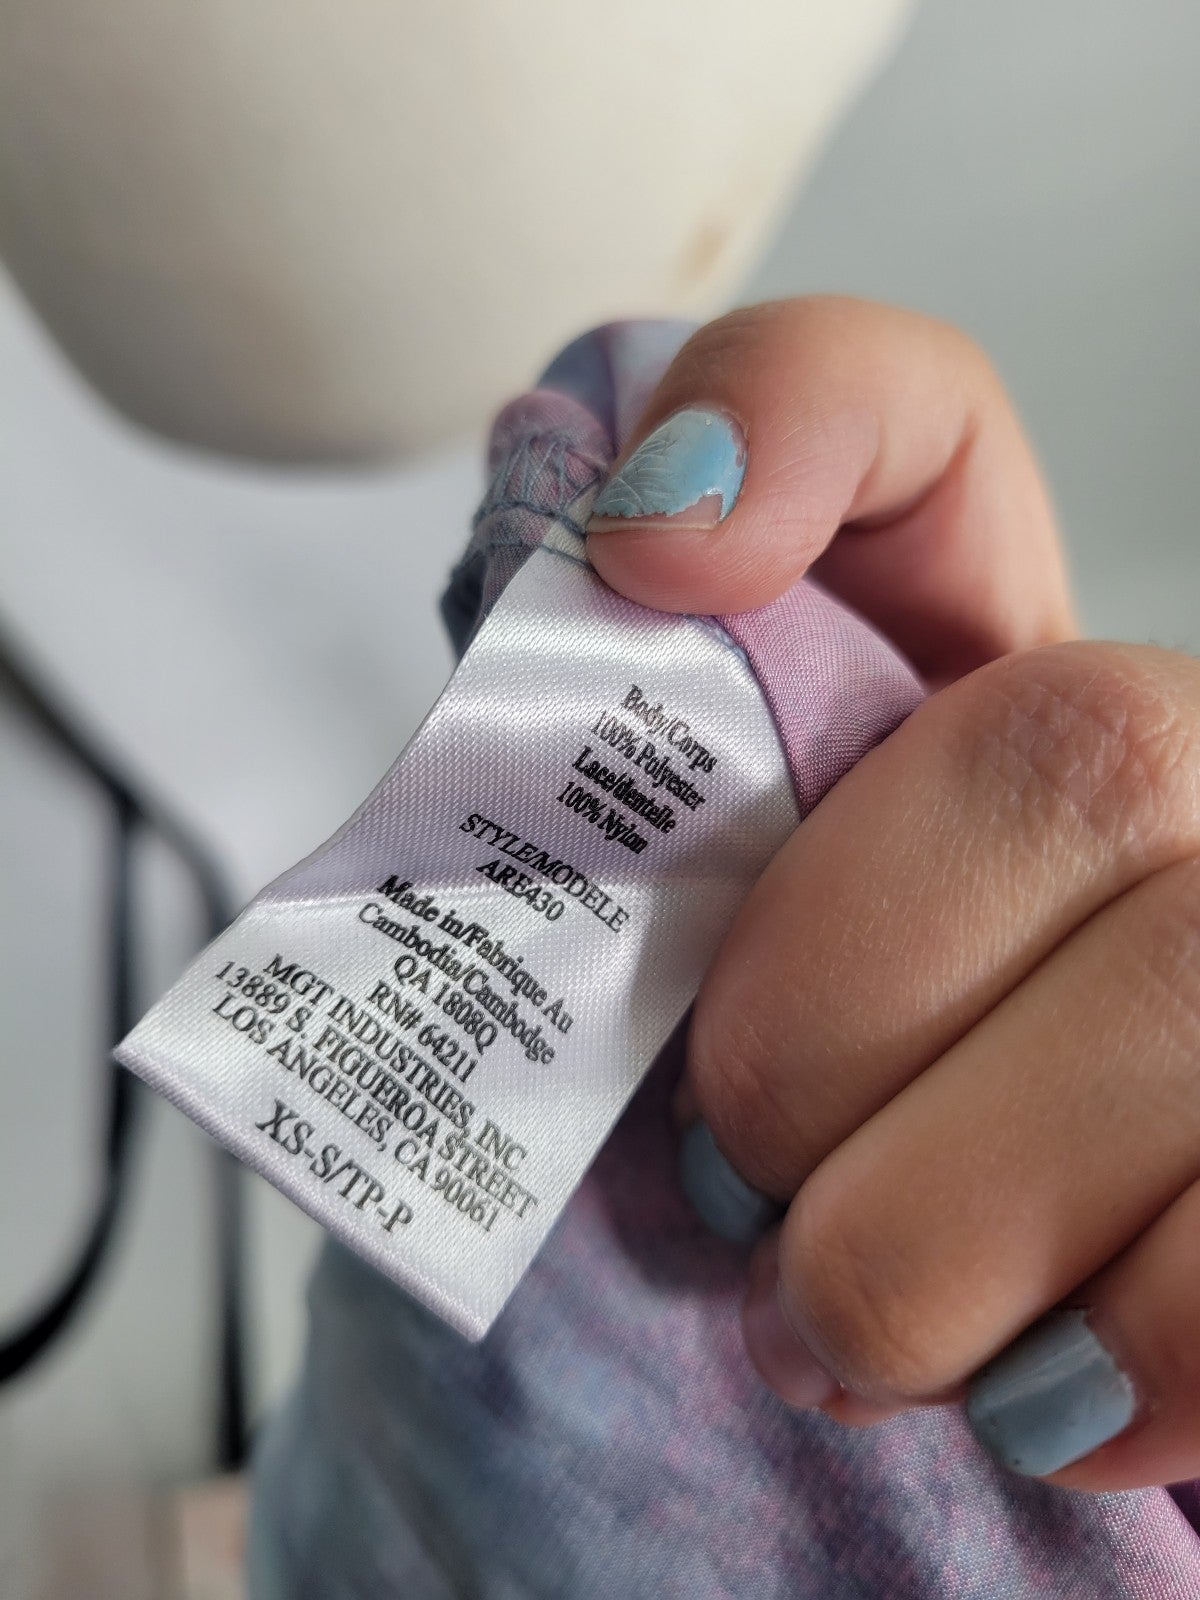 Body/Corps
100% Polyester
Lace/dentelle
100% Nylon
STYLE/MODELE
ARE430
Made in/Fabrique Au
Cambodia/Cambodge
QA 1808Q
RN# 64211
MGT INDUSTRIES, INC
13889 S. FIGUEROA STREET
LOS ANGELES, CA 90061
XS-S/TP-P